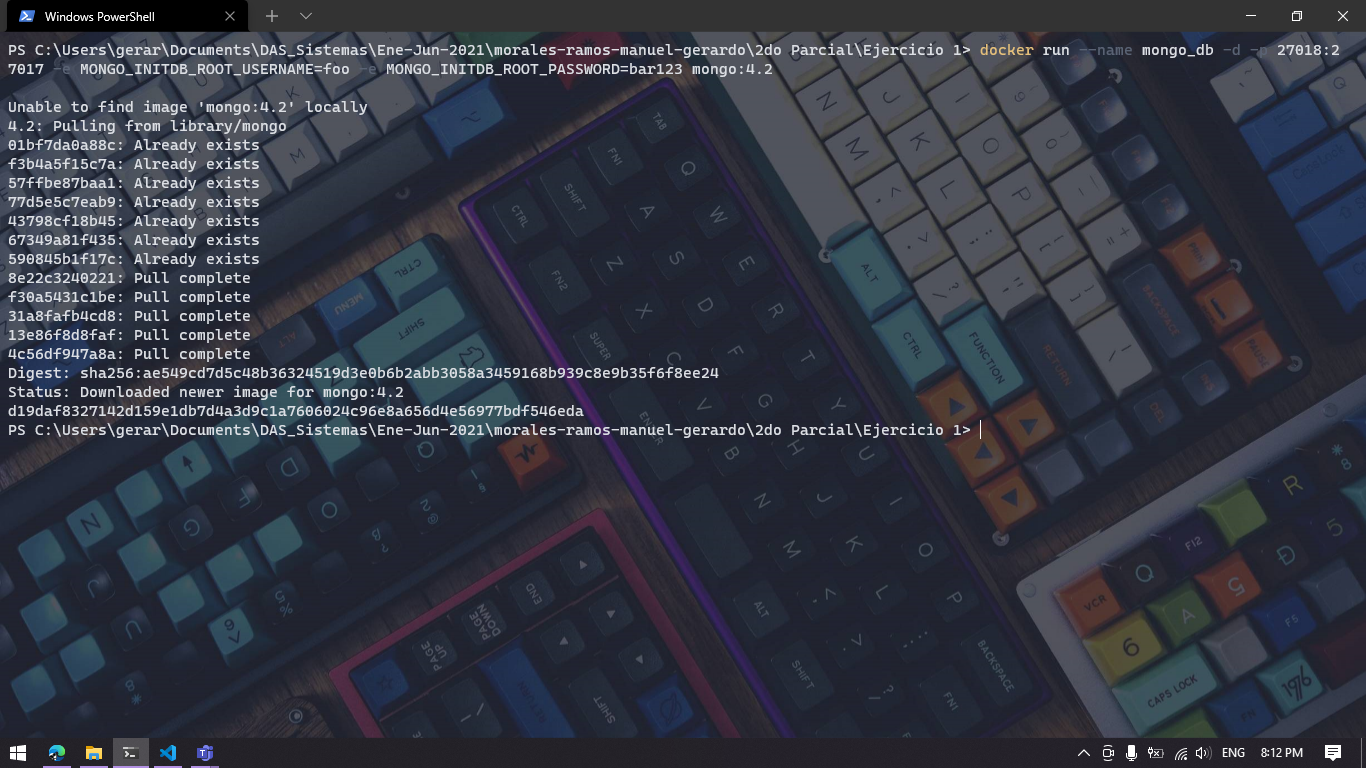 Windows PowerShell
PS C:\Users\gerar\Documents\DAS_Sistemas\Ene-Jun-2021\morales-ramos-manuel-gerardo\2do Parcial\Ejercicio 1> docker run --name mongo_db -d -p 27018:2
7017 -e MONGO_INITDB_ROOT_USERNAME=foo -e MONGO_INITDB_ROOT_PASSWORD=bar123 mongo:4.2
Unable to find image 'mongo:4.2' locally
4.2: Pulling from library/mongo
01bf7da0a88c: Already exists
f3b4a5f15c7a: Already exists
57ffbe87baa1: Already exists
77d5e5c7eab9: Already exists
43798cf18b45: Already exists
67349a81f435: Already exists
590845b1f17c: Already exists
8e22c3240221: Pull complete
f30a5431c1be: Pull complete
31a8fafb4cd8: Pull complete
13e86f8d8faf: Pull complete
4c56df947a8a: Pull complete
Digest: sha256:ae549cd7d5c48b36324519d3e0b6b2abb3058a3459168b939c8e9b35f6f8ee24
Status: Downloaded newer image for mongo:4.2
d19daf8327142d159e1db7d4a3d9c1a7606024c96e8a656d4e56977bdf546eda
PS C:\Users\gerar\Documents\DAS_Sistemas\Ene-Jun-2021\morales-ramos-manuel-gerardo\2do Parcial\Ejercicio 1>
ENG
8:12 PM